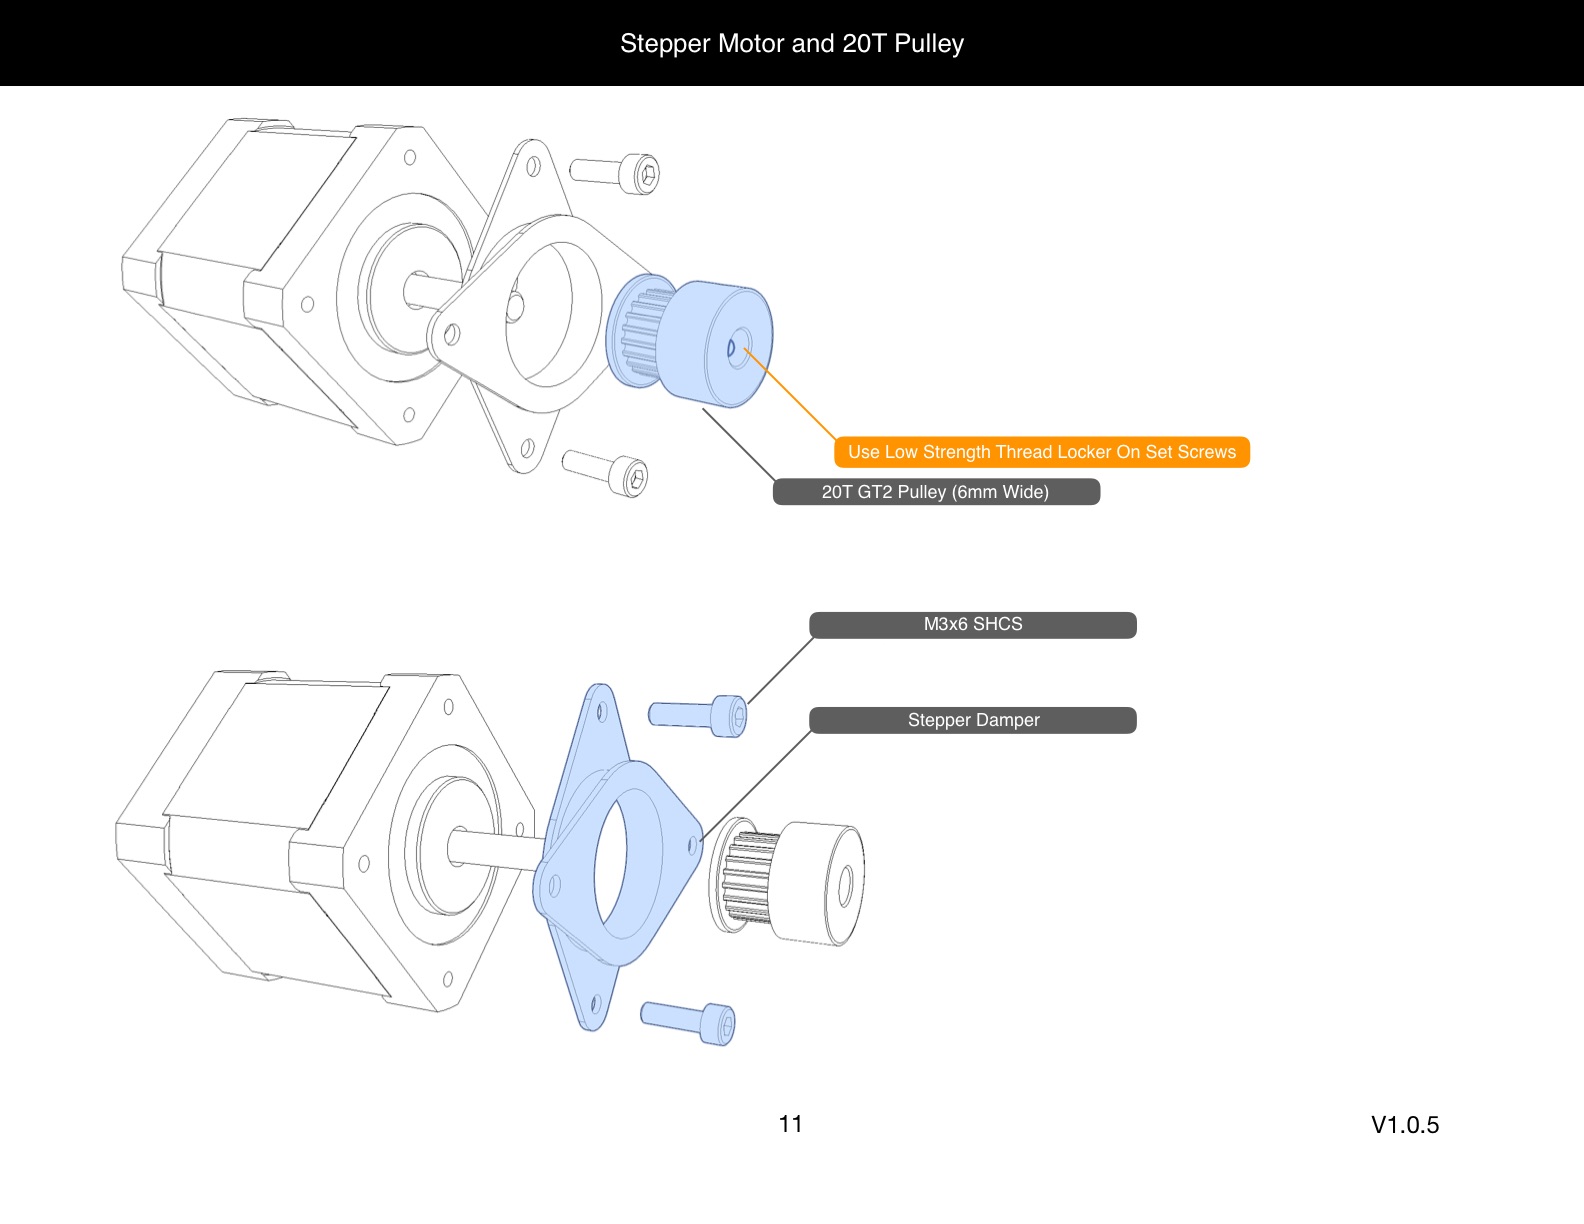 Stepper Motor and 20T Pulley
Use Low Strength Thread Locker On Set Screws
20T GT2 Pulley (6mm Wide)
M3x6 SHCS
Stepper Damper
11
V1.0.5